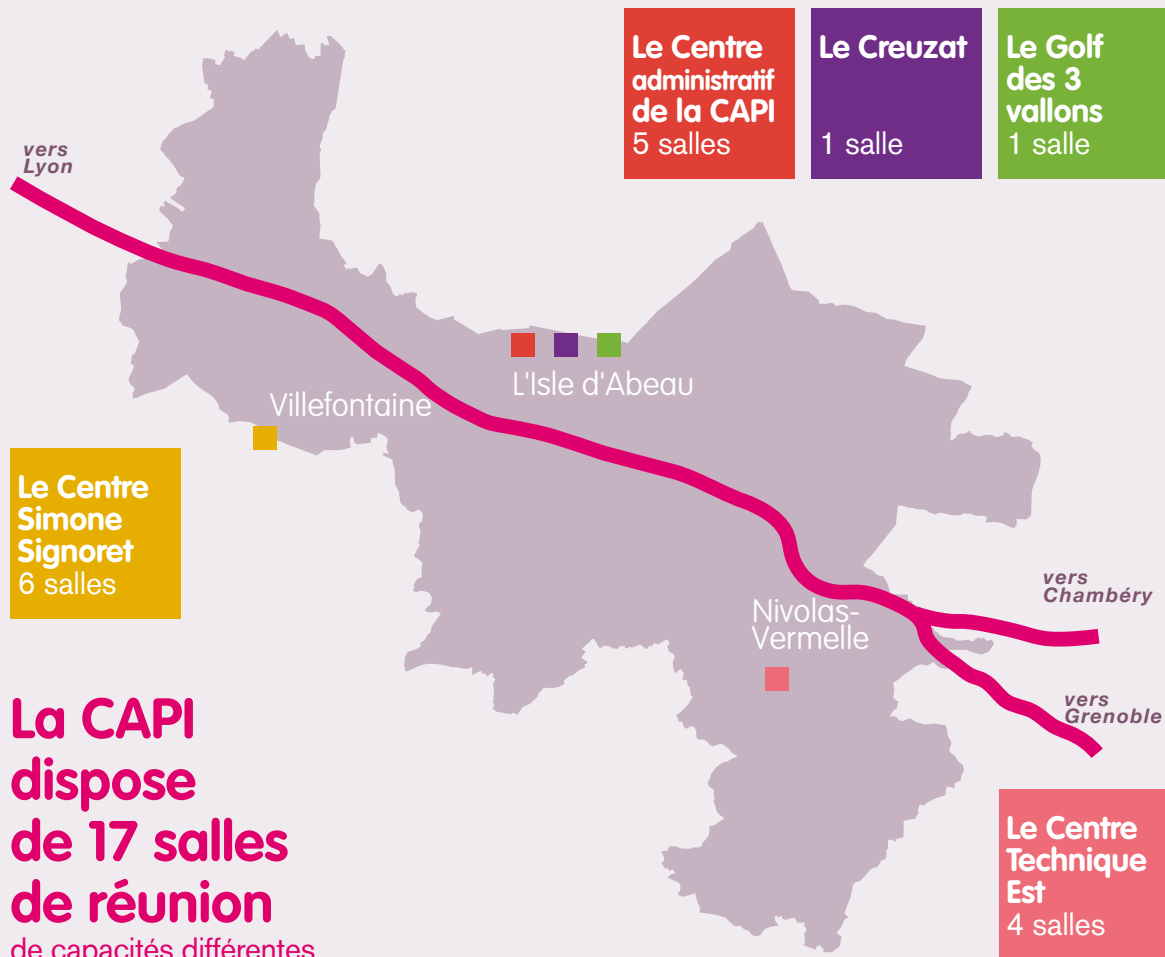 Le Centre
administratif
de la CAPI
5 salles
Le Creuzat
1 salle
Le Golf
des 3
vallons
1 salle
vers
Lyon
L'Isle d'Abeau
Villefontaine
Le Centre
Simone
Signoret
6 salles
vers
Chambéry
Nivolas-
Vermelle
vers
Grenoble
La CAPI
dispose
de 17 salles
de réunion
de capacités différentes
Le Centre
Technique
Est
4 salles